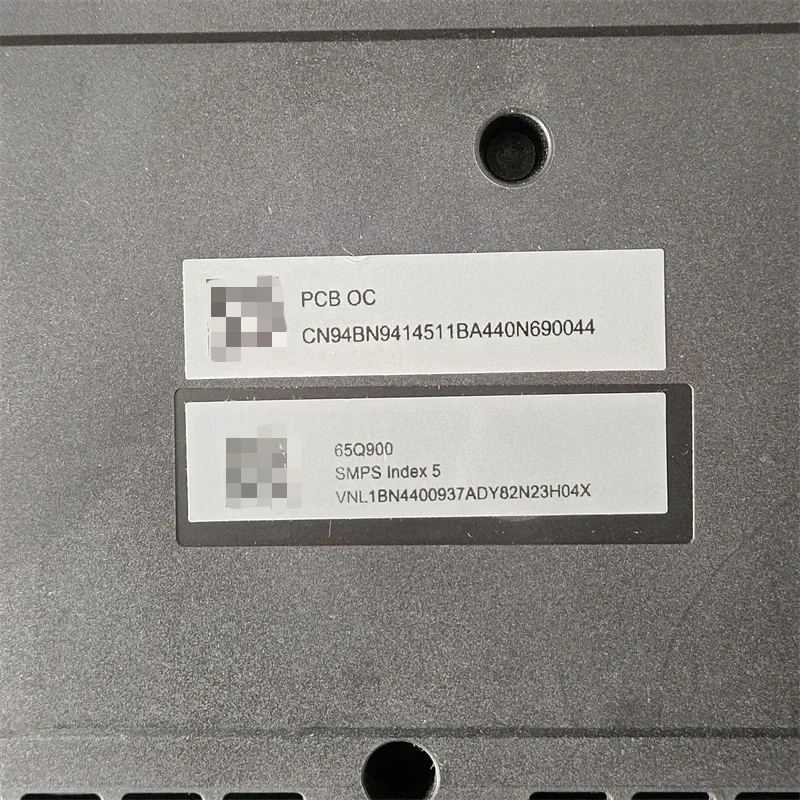 PCB OC
CN94BN9414511BA440N690044
65Q900
SMPS Index 5
VNL1BN4400937ADY82N23H04X